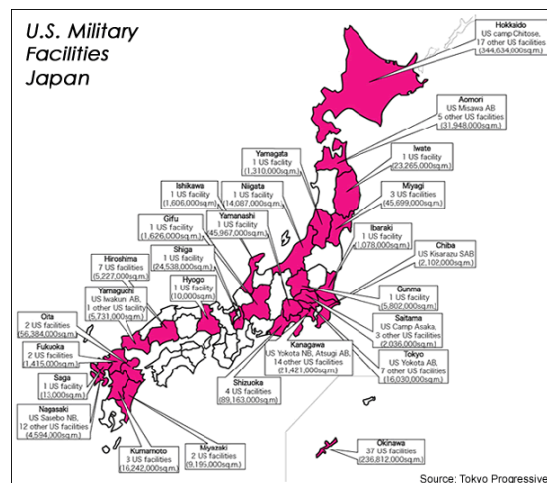 U.S. Military
Facilities
Japan
Hokkaido
US camp Chitose,
17 other US facilities
(344,634,000sq.m.)
Aomori
US Misawa AB
5 other US facilities
(31,948,000sq.m.)
Iwate
1 US facility
(23,265,000sq.m.)
Miyagi
3 US facilities
(45,699,000sq.m.)
Yamagata
1 US facility
(1,310,000sq.m.)
Ishikawa
1 US facility
(1,606,000sq.m.)
Niigata
1 US facility
(14,087,000sq.m.)
Gifu
1 US facility
(1,626,000sq.m.)
Yamanashi
1 US facility
(45,967,000sq.m.)
Ibaraki
1 US facility
(1,078,000sq.m.)
Chiba
US Kisarazu SAB
(2,102,000sq.m.)
Shiga
1 US facility
(24,538,000sq.m.)
Hiroshima
7 US facilities
(5,227,000sq.m.)
Hyogo
1 US facility
(10,000sq.m.)
Gunma
1 US facility
(5,802,000sq.m.)
Yamaguchi
US Iwakun AB,
1 other US facility
(5,731,000sq.m.)
Saitama
US Camp Asaka,
3 other US facilities
(2,036,000sq.m.)
Oita
2 US facilities
(56,384,000sq.m.)
Kanagawa
US Yokota NB, Atsugi AB,
14 other US facilities
(21,421,000sq.m.)
Tokyo
US Yokota AB,
7 other US facilities
(16,030,000sq.m.)
Fukuoka
2 US facilities
(1,415,000sq.m.)
Shizuoka
4 US facilities
(89,163,000sq.m.)
Saga
1 US facility
(13,000sq.m.)
Nagasaki
US Sasebo NB,
12 other US facilities
(4,594,000sq.m.)
Kumamoto
3 US facilities
(16,242,000sq.m.)
Miyazaki
2 US facilities
(9,195,000sq.m.)
Okinawa
37 US facilities
(236,812,000sq.m.)
Source: Tokyo Progressive